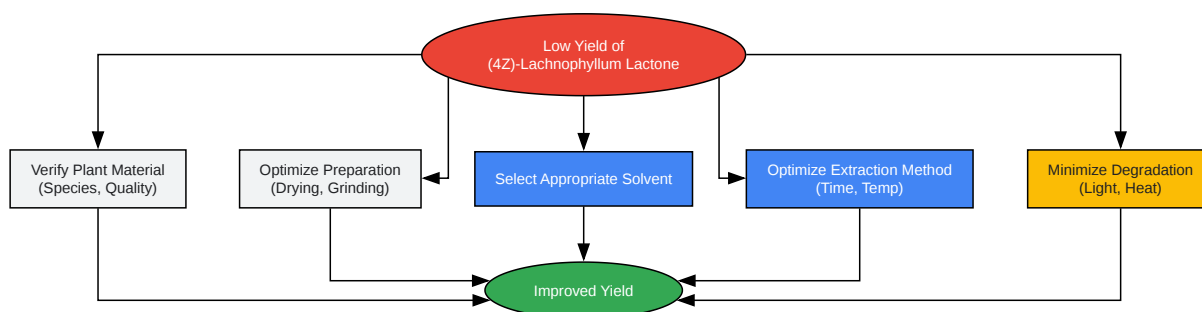 Low Yield of
(4Z)-Lachnophyllum Lactone
Verify Plant Material
(Species, Quality)
Optimize Preparation
(Drying, Grinding)
Select Appropriate Solvent
Optimize Extraction Method
(Time, Temp)
Minimize Degradation
(Light, Heat)
Improved Yield